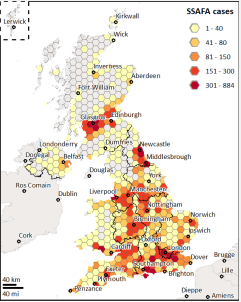 SSAFA cases
1 - 40
41 - 80
81 - 150
151 - 300
301 - 884
Lerwick
Kirkwall
Wick
Inverness
Aberdeen
Fort William
Glasgow
Edinburgh
Dumfries
Newcastle
Londonderry
Donegal
Belfast
Middlesbrough
Ros Comain
Douglas
York
Dublin
Liverpool
Manchester
Nottingham
Norwich
Birmingham
Ipswich
Cork
Cardiff
Oxford
London
Brugge
Dover
Southampton
Exeter
Brighton
Lille
Plymouth
Penzance
Dieppe
Amiens
40 km
40 mi